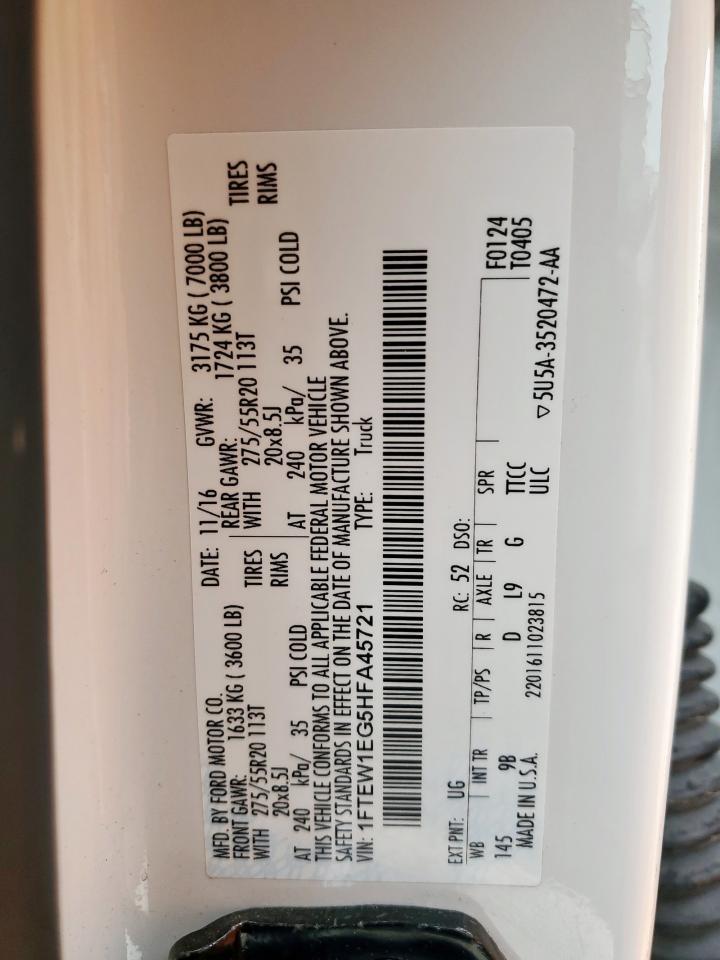 MFD. BY FORD MOTOR CO.
DATE: 11/16 GVWR: 3175 KG ( 7000 LB)
FRONT GAWR: 1633 KG ( 3600 LB)
REAR GAWR: 1724 KG ( 3800 LB)
WITH 275/55R20 113T TIRES
WITH 275/55R20 113T TIRES
20x8.5J RIMS
20x8.5J RIMS
AT 240 kPa/ 35 PSI COLD
AT 240 kPa/ 35 PSI COLD
THIS VEHICLE CONFORMS TO ALL APPLICABLE FEDERAL MOTOR VEHICLE
SAFETY STANDARDS IN EFFECT ON THE DATE OF MANUFACTURE SHOWN ABOVE.
VIN: 1FTEW1EG5HFA45721 TYPE: Truck
EXT PNT: UG RC: 52 DSO:
WB INT TR TP/PS R AXLE TR SPR F0124
T0405
145 9B D L9 G TTCC
ULC
MADE IN U.S.A. 2201611023815
▽5U5A-3520472-AA